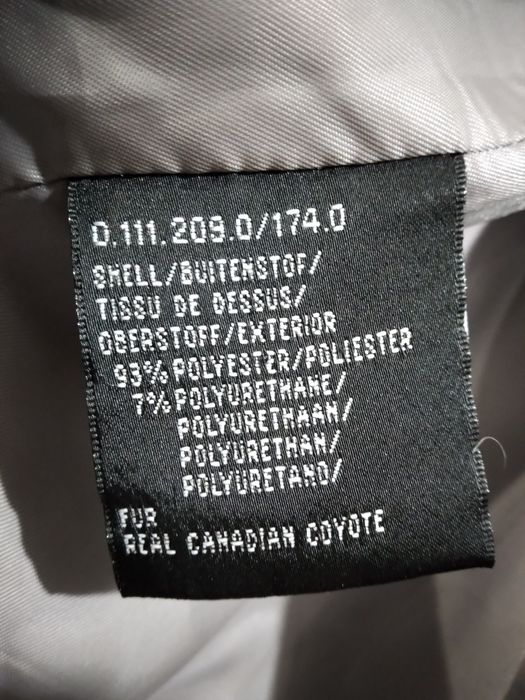 0.111.209.0/174.0
SHELL/BUITENSTOF/
TISSU DE DESSUS/
OBERSTOFF/EXTERIOR
93% POLYESTER/POLIESTER
7% POLYURETHANE/
POLYURETHAAN/
POLYURETHAN/
POLYURETANO/
FUR
REAL CANADIAN COYOTE